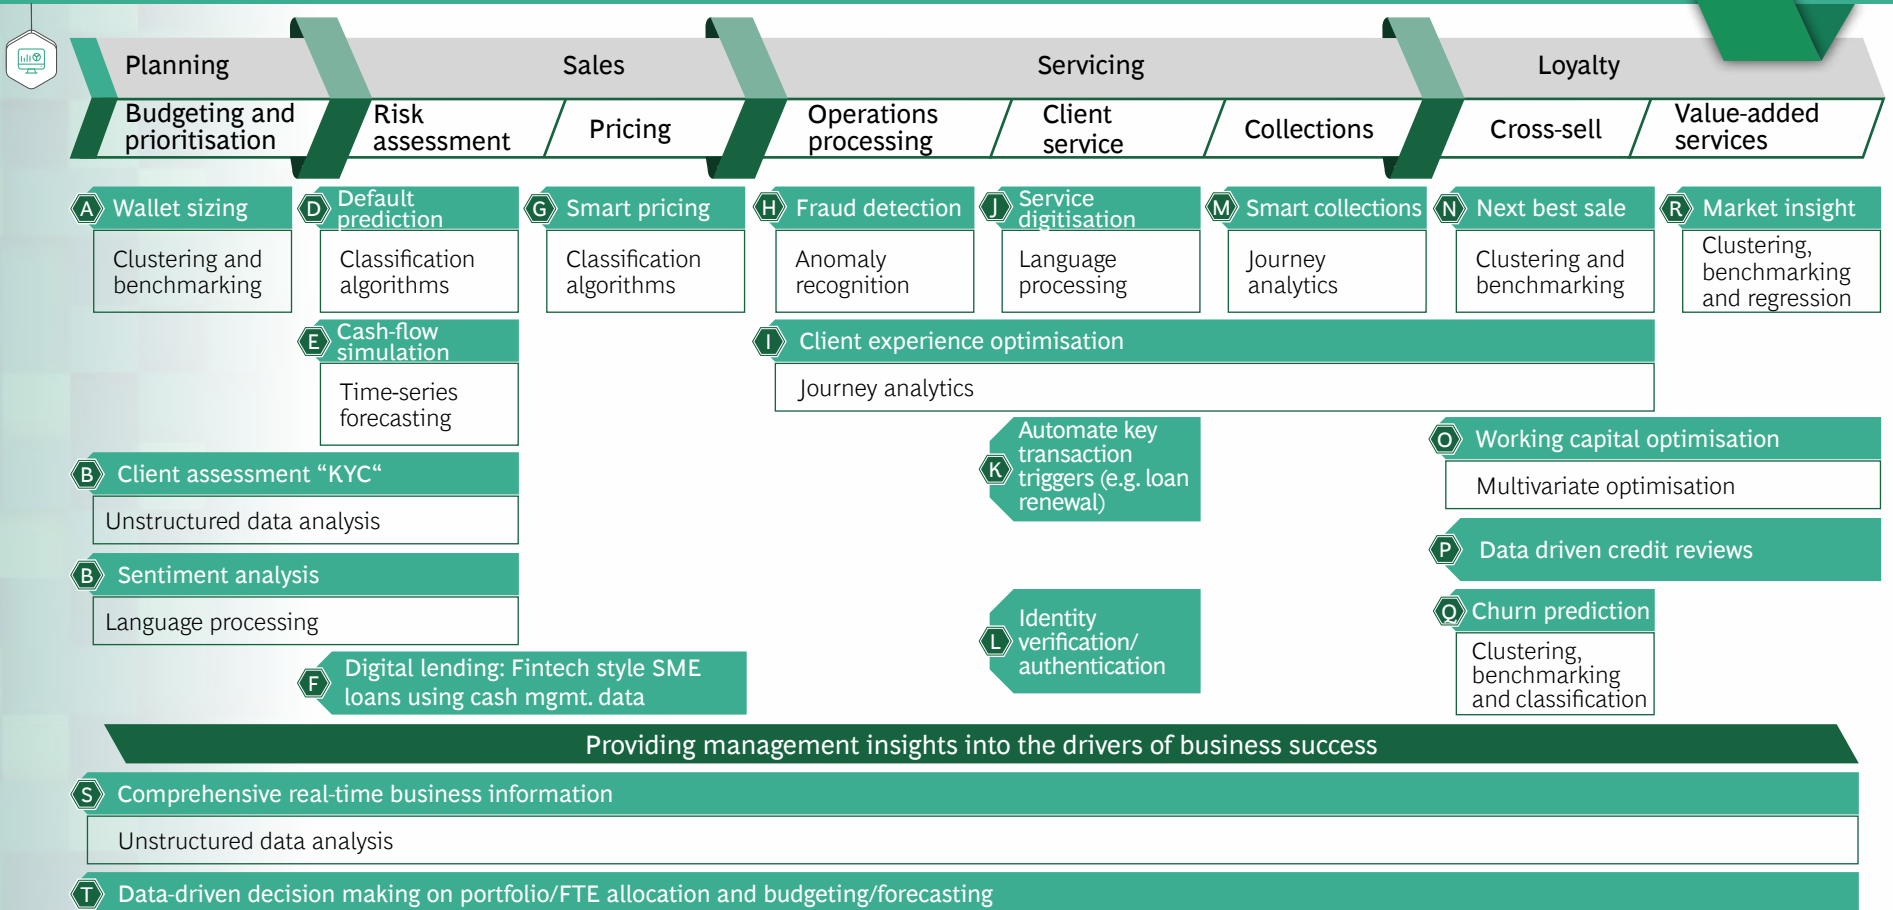 Planning
Sales
Servicing
Loyalty
Budgeting and
prioritisation
Risk
assessment
Pricing
Operations
processing
Client
service
Collections
Cross-sell
Value-added
services
A Wallet sizing
Clustering and
benchmarking
D Default
prediction
Classification
algorithms
G Smart pricing
Classification
algorithms
H Fraud detection
Anomaly
recognition
J Service
digitisation
Language
processing
M Smart collections
Journey
analytics
N Next best sale
Clustering and
benchmarking
R Market insight
Clustering,
benchmarking
and regression
E Cash-flow
simulation
Time-series
forecasting
I Client experience optimisation
Journey analytics
B Client assessment “KYC“
Unstructured data analysis
K Automate key
transaction
triggers (e.g. loan
renewal)
O Working capital optimisation
Multivariate optimisation
B Sentiment analysis
Language processing
P Data driven credit reviews
L Identity
verification/
authentication
Q Churn prediction
Clustering,
benchmarking
and classification
F Digital lending: Fintech style SME
loans using cash mgmt. data
Providing management insights into the drivers of business success
S Comprehensive real-time business information
Unstructured data analysis
T Data-driven decision making on portfolio/FTE allocation and budgeting/forecasting